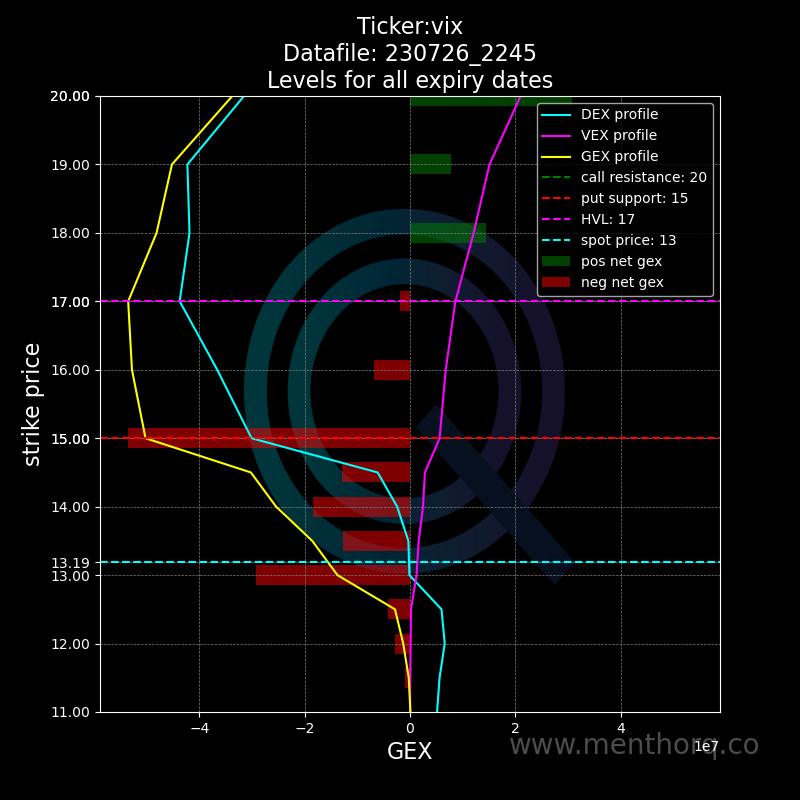 Ticker:vix
Datafile: 230726_2245
Levels for all expiry dates
20.00
19.00
18.00
17.00
16.00
15.00
14.00
13.19
13.00
12.00
11.00
strike price
DEX profile
VEX profile
GEX profile
call resistance: 20
put support: 15
HVL: 17
spot price: 13
pos net gex
neg net gex
−4
−2
0
2
4
1e7
GEX
www.menthorq.co